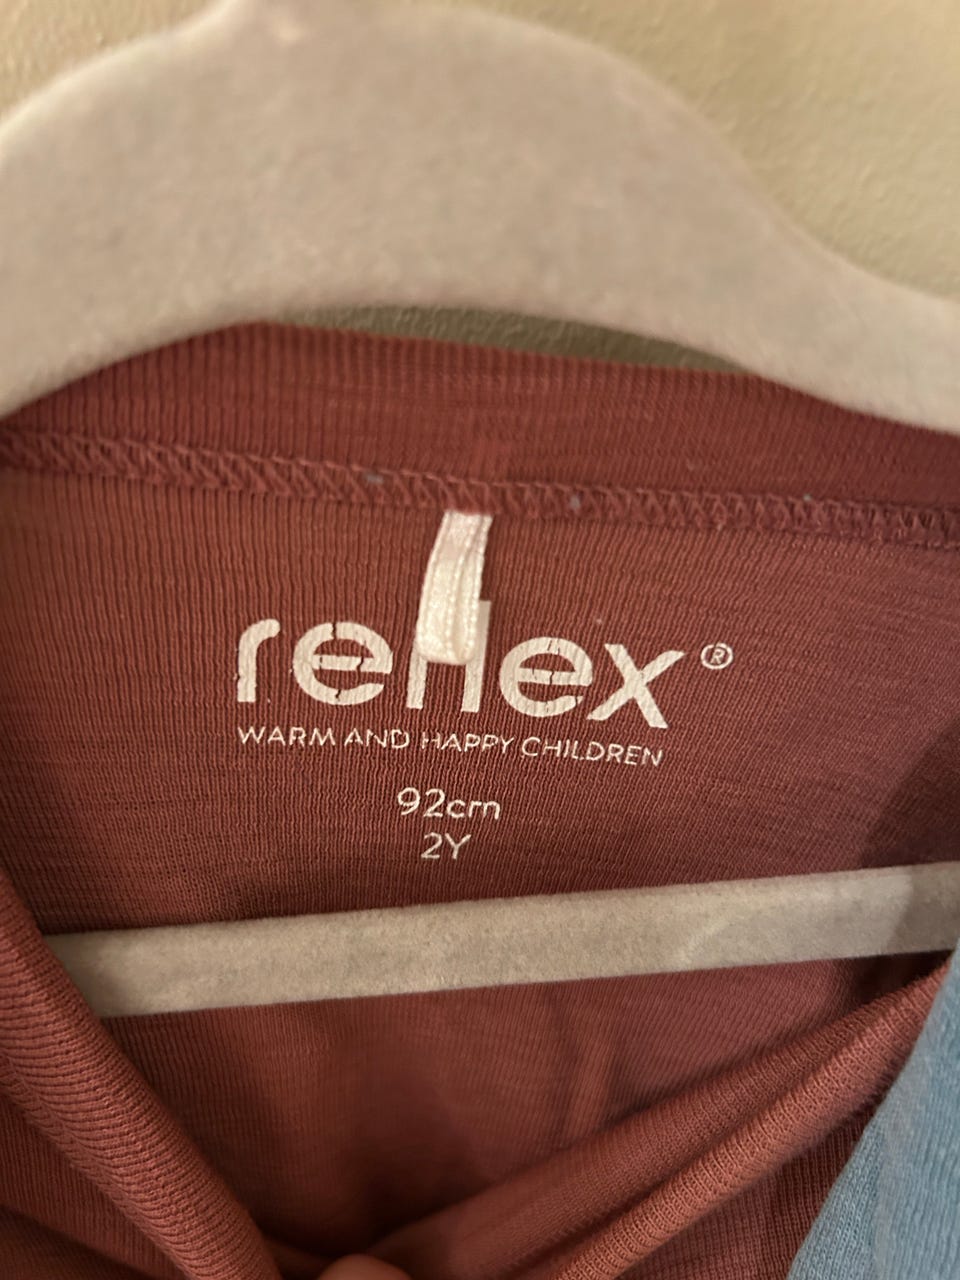 reflex®
WARM AND HAPPY CHILDREN
92cm
2Y